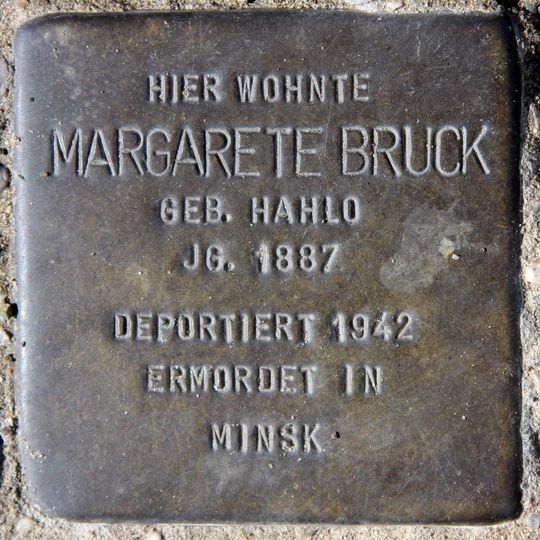 HIER WOHNTE
MARGARETE BRUCK
GEB. HAHLO
JG. 1887
DEPORTIERT 1942
ERMORDET IN
MINSK